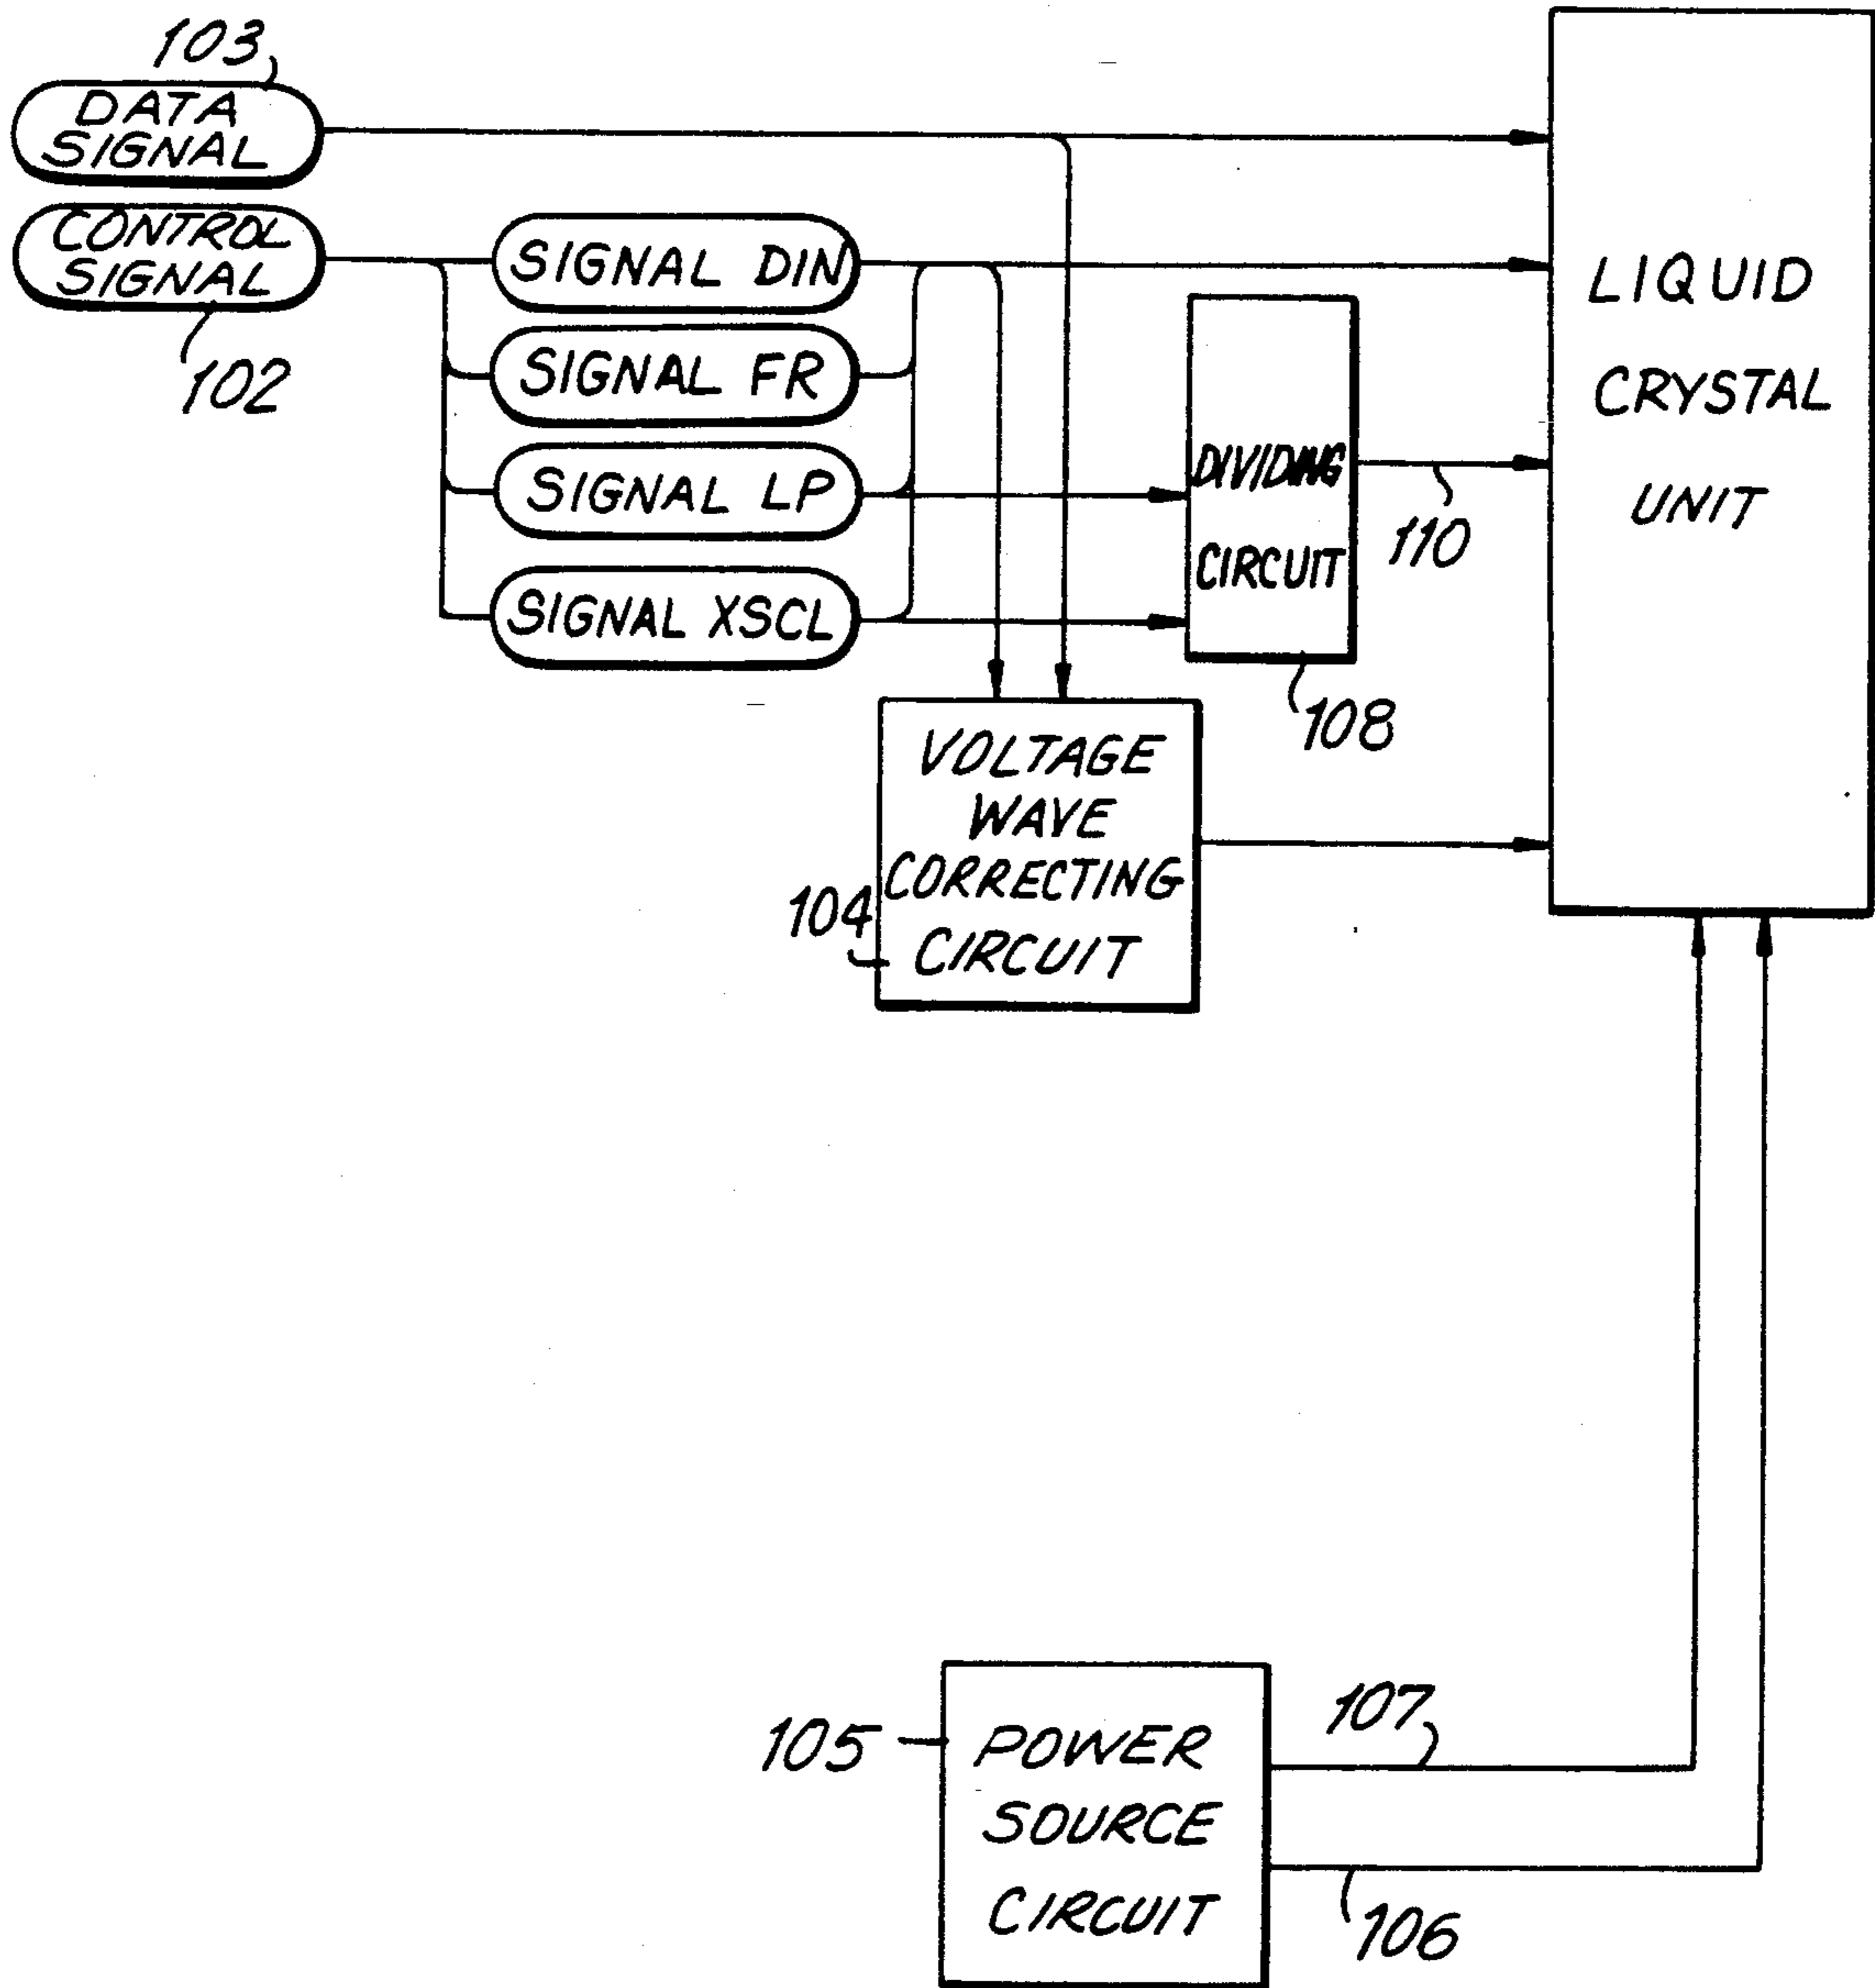 103
DATA
SIGNAL
CONTROL
SIGNAL
102
SIGNAL DIN
SIGNAL FR
SIGNAL LP
SIGNAL XSCL
DIVIDING
CIRCUIT
108
110
LIQUID
CRYSTAL
UNIT
VOLTAGE
WAVE
CORRECTING
CIRCUIT
104
105
POWER
SOURCE
CIRCUIT
107
106